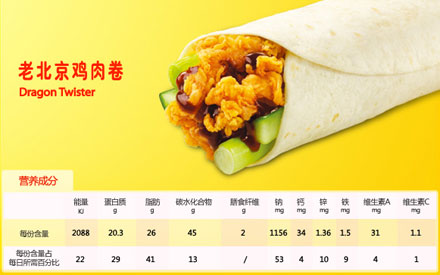 老北京鸡肉卷
Dragon Twister
营养成分
能量 蛋白质 脂肪 碳水化合物 膳食纤维 钠 钙 锌 铁 维生素A 维生素C
KJ g g g g mg mg mg mg mg mg
每份含量 2088 20.3 26 45 2 1156 34 1.36 1.5 31 1.1
每份含量占 22 29 41 13 / 53 4 10 9 4 1
每日所需百分比